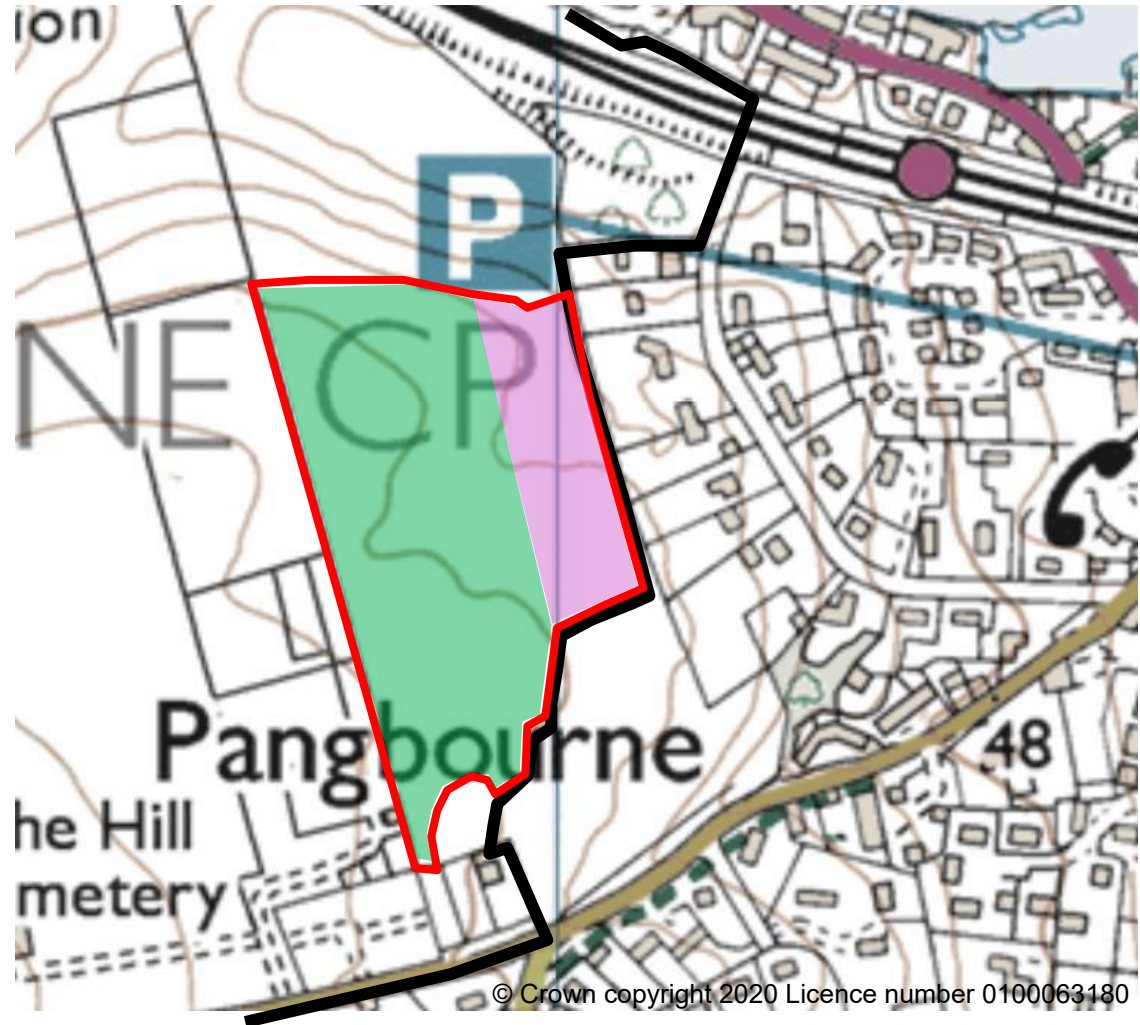 ion
P
NE CP
Pangbourne
48
he Hill
metery
© Crown copyright 2020 Licence number 0100063180